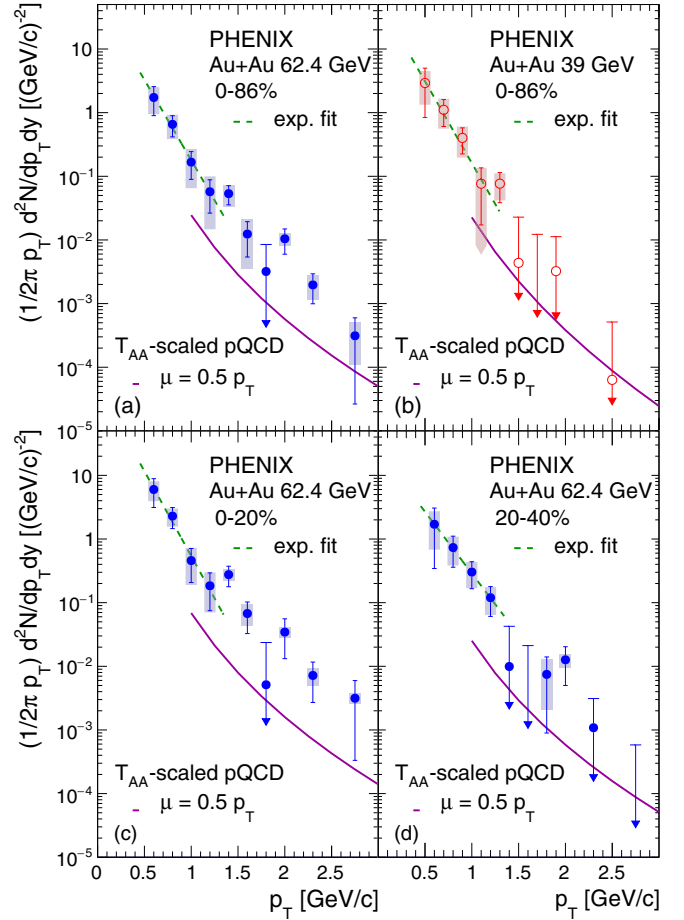 (1/2π p_T) d²N/dp_T dy [(GeV/c)⁻²]
10
1
10⁻¹
10⁻²
10⁻³
10⁻⁴
10⁻⁵
PHENIX
Au+Au 62.4 GeV
0-86%
exp. fit
T_AA-scaled pQCD
μ = 0.5 p_T
(a)
PHENIX
Au+Au 39 GeV
0-86%
exp. fit
T_AA-scaled pQCD
μ = 0.5 p_T
(b)
(1/2π p_T) d²N/dp_T dy [(GeV/c)⁻²]
10
1
10⁻¹
10⁻²
10⁻³
10⁻⁴
10⁻⁵
PHENIX
Au+Au 62.4 GeV
0-20%
exp. fit
T_AA-scaled pQCD
μ = 0.5 p_T
(c)
PHENIX
Au+Au 62.4 GeV
20-40%
exp. fit
T_AA-scaled pQCD
μ = 0.5 p_T
(d)
0 0.5 1 1.5 2 2.5
0.5 1 1.5 2 2.5
p_T [GeV/c]
p_T [GeV/c]